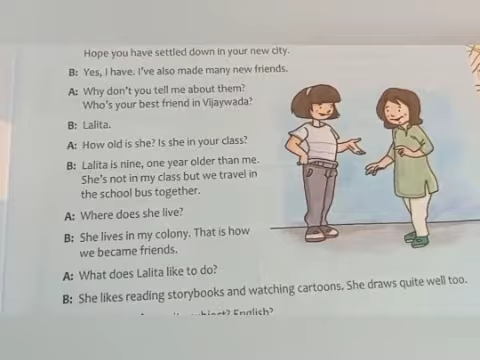 Hope you have settled down in your new city.
B: Yes, I have. I've also made many new friends.
A: Why don't you tell me about them?
Who's your best friend in Vijaywada?
B: Lalita.
A: How old is she? Is she in your class?
B: Lalita is nine, one year older than me.
She's not in my class but we travel in
the school bus together.
A: Where does she live?
B: She lives in my colony. That is how
we became friends.
A: What does Lalita like to do?
B: She likes reading storybooks and watching cartoons. She draws quite well too.
English?